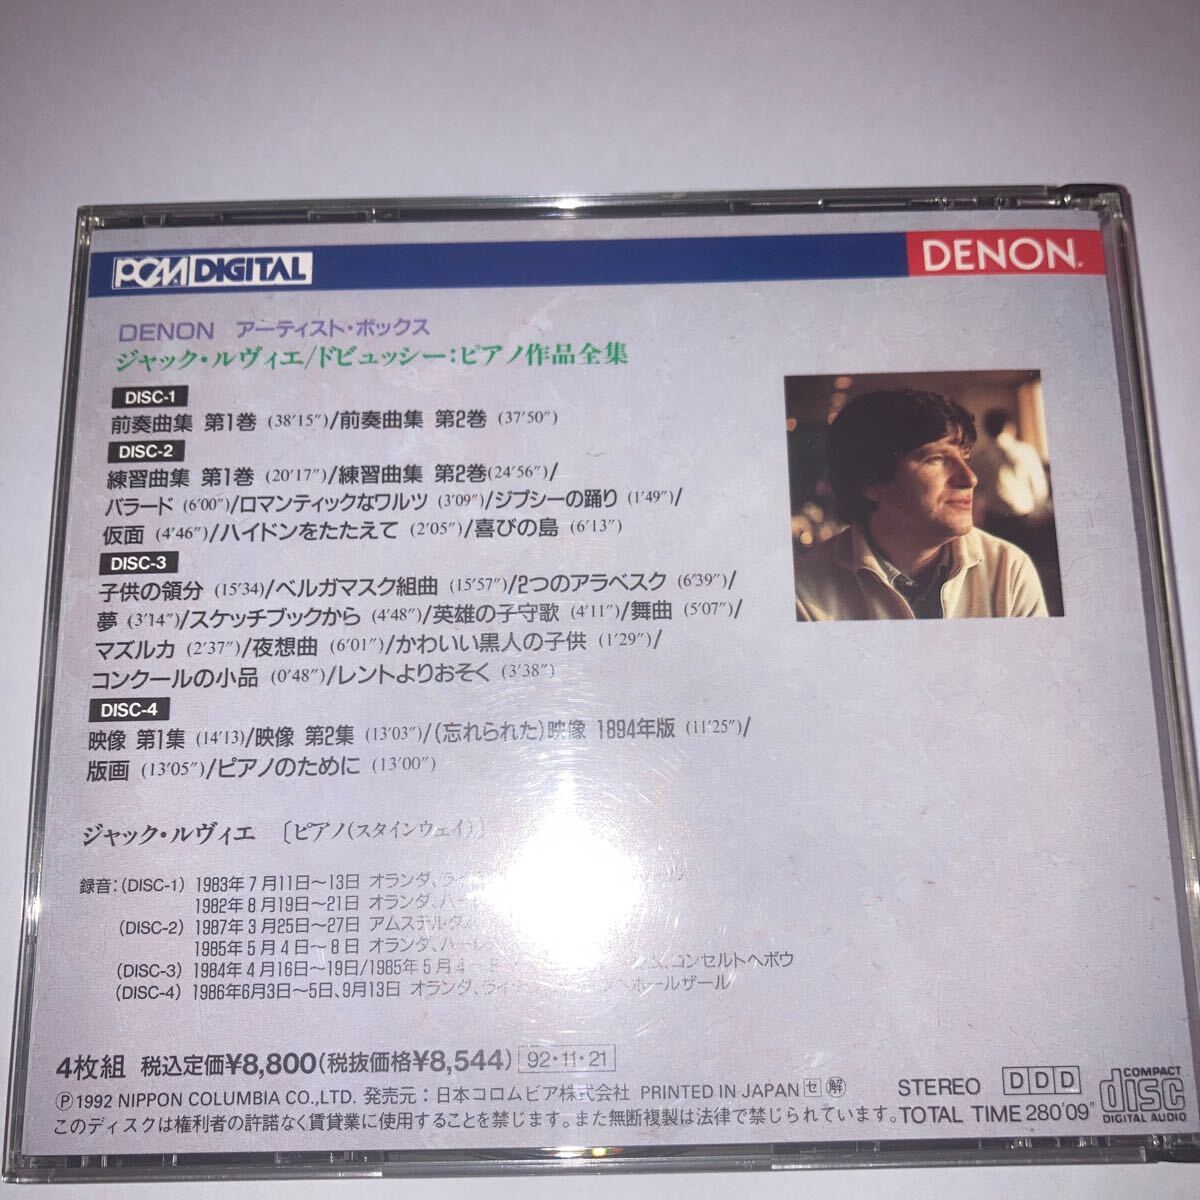 PCM DIGITAL
DENON
DENON アーティスト・ボックス
ジャック・ルヴィエ/ドビュッシー:ピアノ作品全集
DISC-1
前奏曲集 第1巻 (38'15″)/前奏曲集 第2巻 (37'50″)
DISC-2
練習曲集 第1巻 (20'17″)/練習曲集 第2巻(24'56″)/
バラード (6'00″)/ロマンティックなワルツ (3'09″)/ジプシーの踊り (1'49″)/
仮面 (4'46″)/ハイドンをたたえて (2'05″)/喜びの島 (6'13″)
DISC-3
子供の領分 (15'34)/ベルガマスク組曲 (15'57″)/2つのアラベスク (6'39″)/
夢 (3'14″)/スケッチブックから (4'48″)/英雄の子守歌 (4'11″)/舞曲 (5'07″)/
マズルカ (2'37″)/夜想曲 (6'01″)/かわいい黒人の子供 (1'29″)/
コンクールの小品 (0'48″)/レントよりおそく (3'38″)
DISC-4
映像 第1集 (14'13)/映像 第2集 (13'03″)/(忘れられた)映像 1894年版 (11'25″)/
版画 (13'05″)/ピアノのために (13'00″)
ジャック・ルヴィエ 〔ピアノ(スタインウェイ)〕
録音:(DISC-1) 1983年7月11日〜13日 オランダ、
1982年8月19日〜21日 オランダ、
(DISC-2) 1987年3月25日〜27日
1985年5月4日〜8日 オランダ、
(DISC-3) 1984年4月16日〜19日/1985年5月4 コンセルトヘボウ
(DISC-4) 1986年6月3日〜5日、9月13日 オランダ、
4枚組 税込定価¥8,800(税抜価格¥8,544) 92・11・21
Ⓟ1992 NIPPON COLUMBIA CO.,LTD. 発売元:日本コロムビア株式会社 PRINTED IN JAPAN セ 解
このディスクは権利者の許諾なく賃貸業に使用することを禁じます。また無断複製は法律で禁じられています。
STEREO DDD
TOTAL TIME 280'09″
COMPACT disc DIGITAL AUDIO